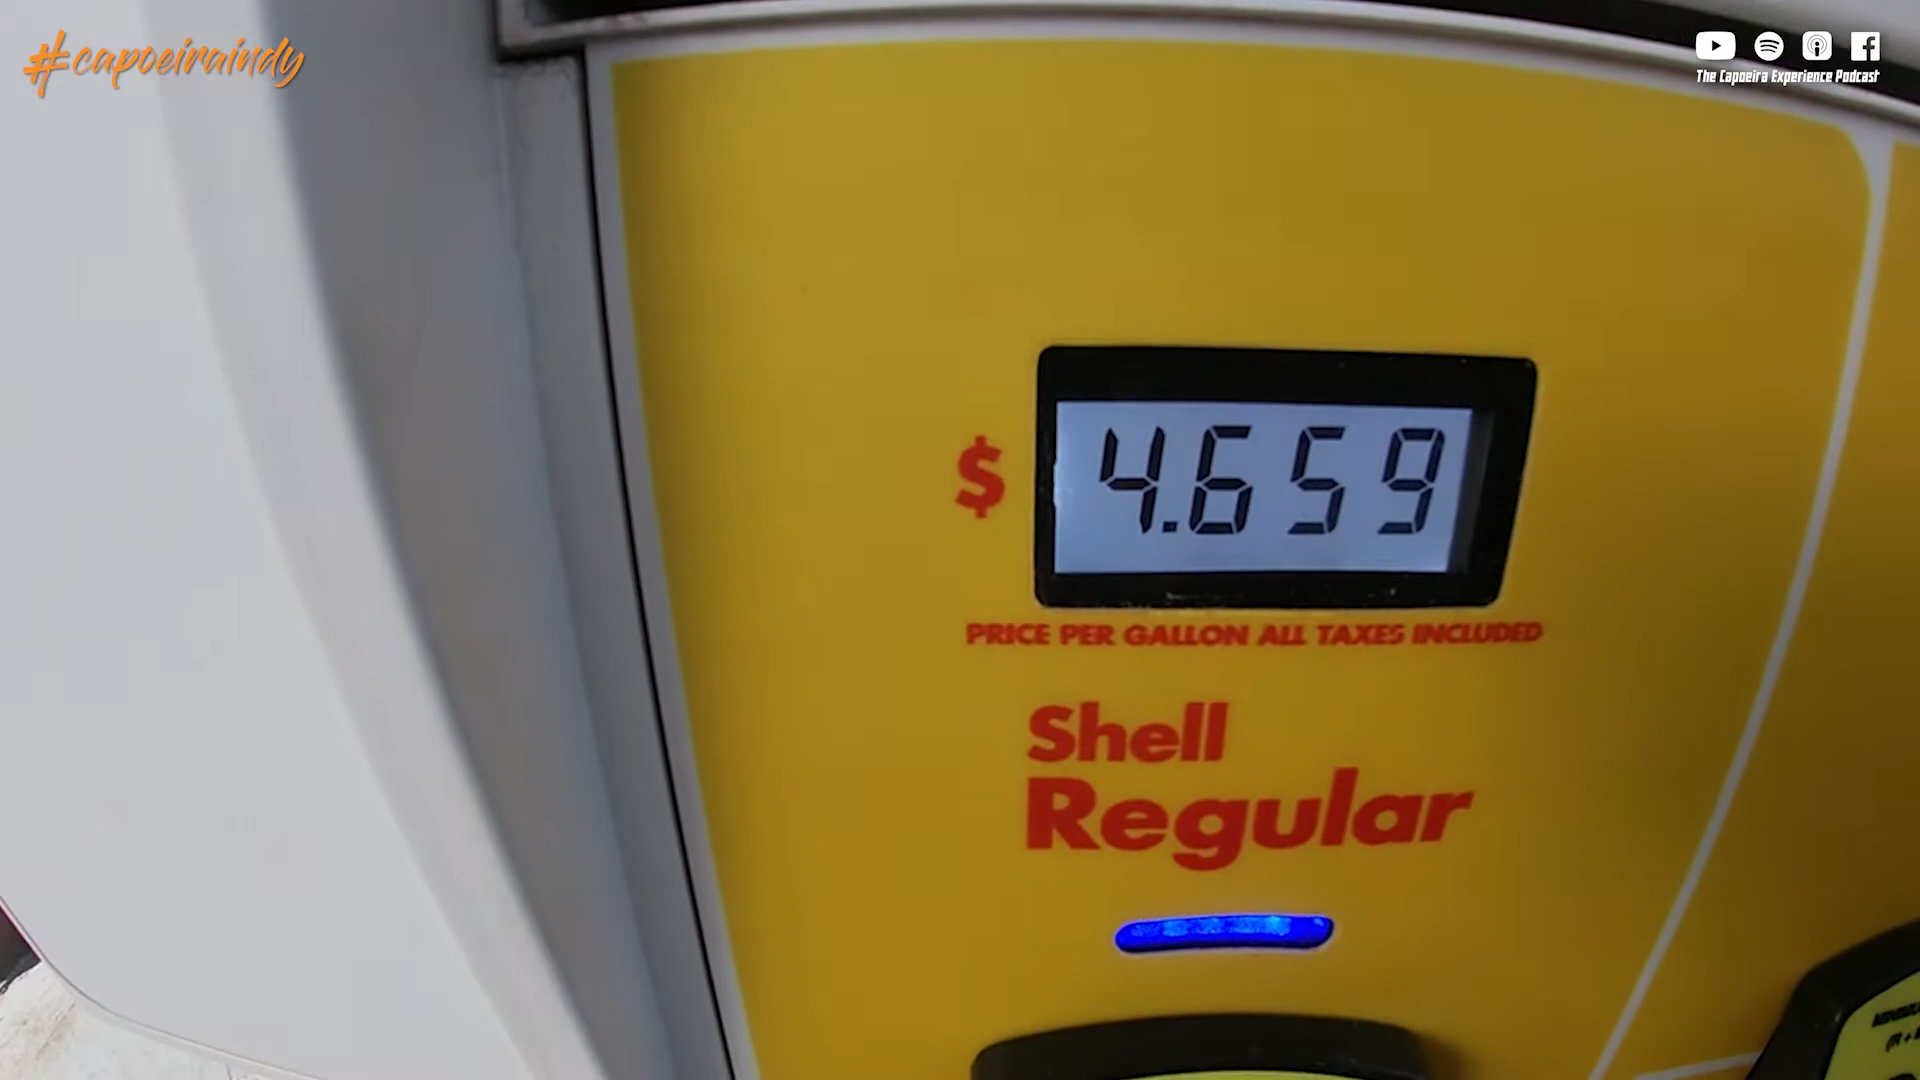 #capoeiraindy
The Capoeira Experience Podcast
$ 4.659
PRICE PER GALLON ALL TAXES INCLUDED
Shell
Regular